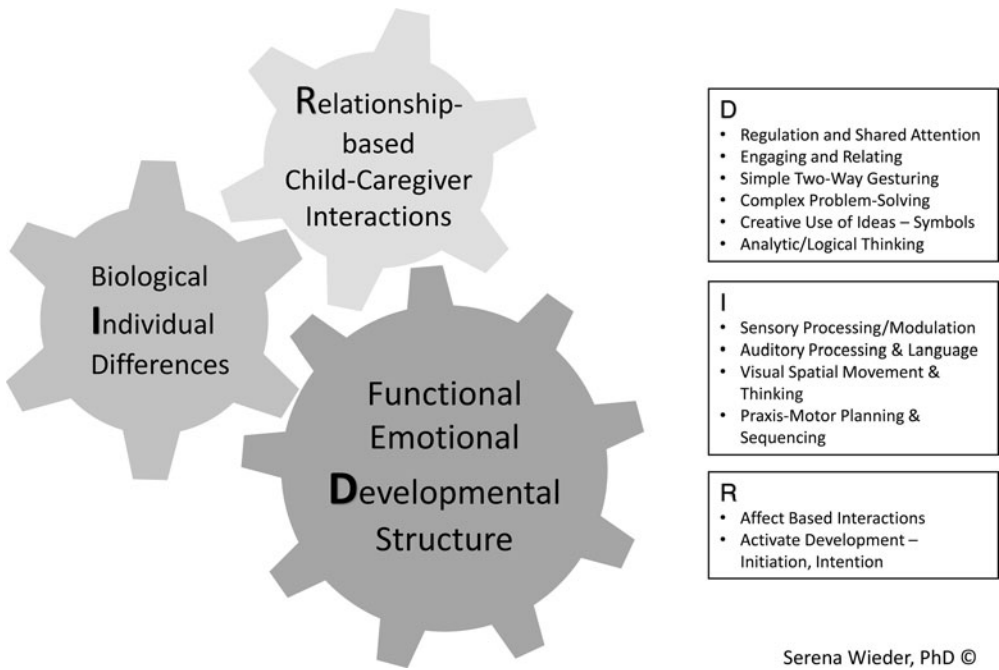 Relationship-
based
Child-Caregiver
Interactions
Biological
Individual
Differences
Functional
Emotional
Developmental
Structure
D
• Regulation and Shared Attention
• Engaging and Relating
• Simple Two-Way Gesturing
• Complex Problem-Solving
• Creative Use of Ideas – Symbols
• Analytic/Logical Thinking
I
• Sensory Processing/Modulation
• Auditory Processing & Language
• Visual Spatial Movement &
Thinking
• Praxis-Motor Planning &
Sequencing
R
• Affect Based Interactions
• Activate Development –
Initiation, Intention
Serena Wieder, PhD ©